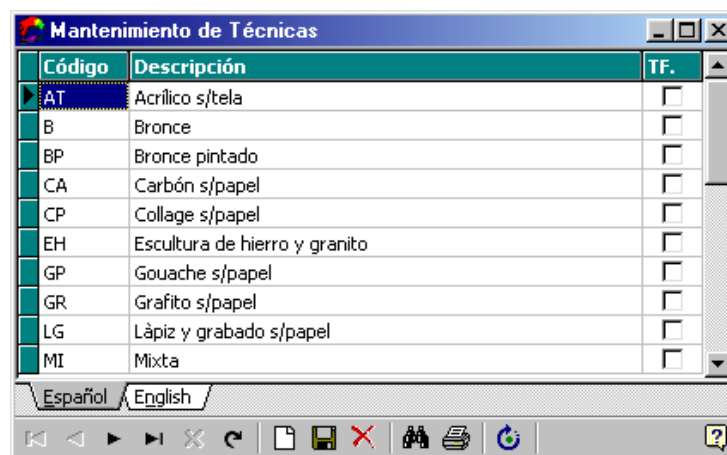 Mantenimiento de Técnicas
Código Descripción TF.
AT Acrílico s/tela
B Bronce
BP Bronce pintado
CA Carbón s/papel
CP Collage s/papel
EH Escultura de hierro y granito
GP Gouache s/papel
GR Grafito s/papel
LG Làpiz y grabado s/papel
MI Mixta
Español English